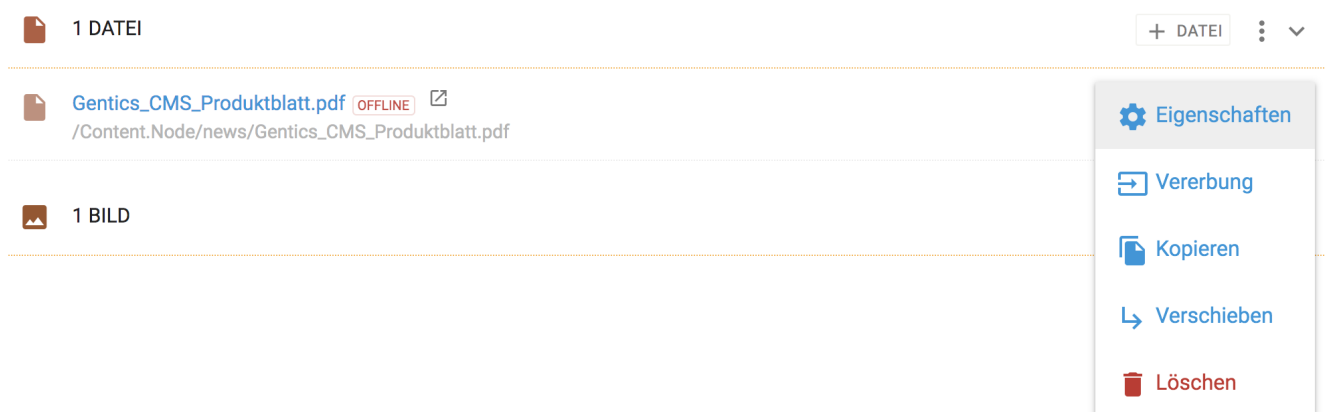 1 DATEI
+ DATEI
Gentics_CMS_Produktblatt.pdf OFFLINE
/Content.Node/news/Gentics_CMS_Produktblatt.pdf
1 BILD
Eigenschaften
Vererbung
Kopieren
Verschieben
Löschen